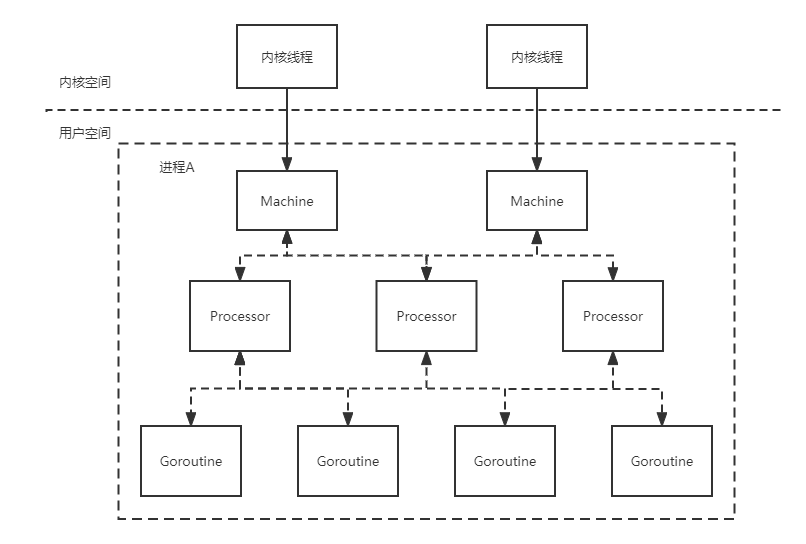 内核线程
内核线程
内核空间
用户空间
进程A
Machine
Machine
Processor
Processor
Processor
Goroutine
Goroutine
Goroutine
Goroutine